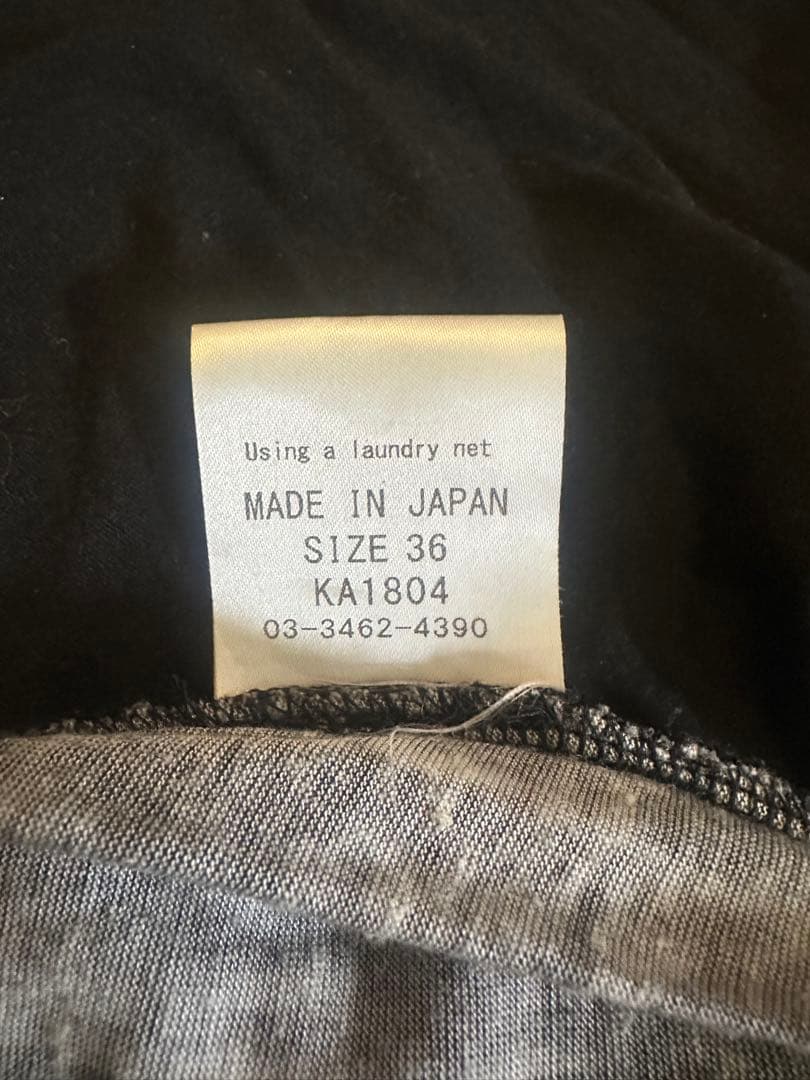 Using a laundry net
MADE IN JAPAN
SIZE 36
KA1804
03-3462-4390